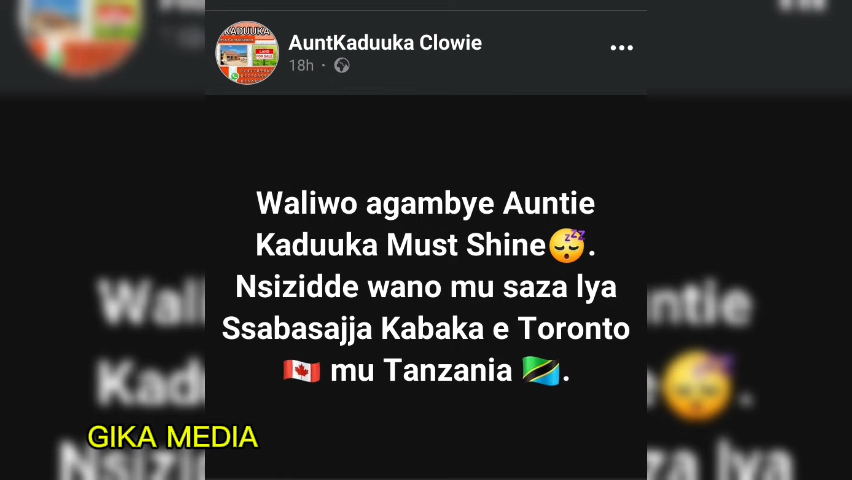 KADUUKA
AuntKaduuka Clowie
18h
Waliwo agambye Auntie
Kaduuka Must Shine😴.
Nsizidde wano mu saza lya
Ssabasajja Kabaka e Toronto
🇨🇦 mu Tanzania 🇹🇿.
GIKA MEDIA